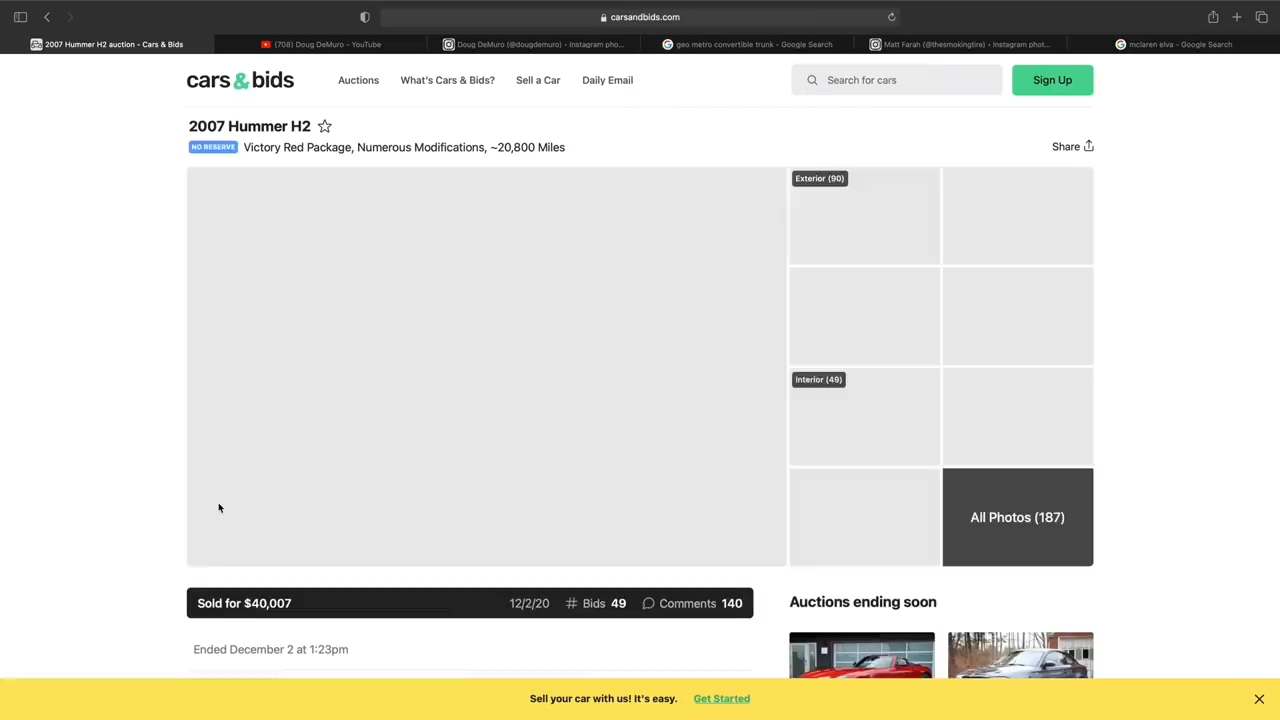 carsandbids.com
2007 Hummer H2 auction - Cars & Bids
(708) Doug DeMuro - YouTube
Doug DeMuro (@dougdemuro) • Instagram pho...
geo metro convertible trunk - Google Search
Matt Farah (@thesmokingtire) • Instagram phot...
mclaren elva - Google Search
cars & bids
Auctions
What's Cars & Bids?
Sell a Car
Daily Email
Search for cars
Sign Up
2007 Hummer H2
NO RESERVE Victory Red Package, Numerous Modifications, ~20,800 Miles
Share
Exterior (90)
Interior (49)
All Photos (187)
Sold for $40,007
12/2/20
# Bids 49
Comments 140
Auctions ending soon
Ended December 2 at 1:23pm
Sell your car with us! It's easy. Get Started